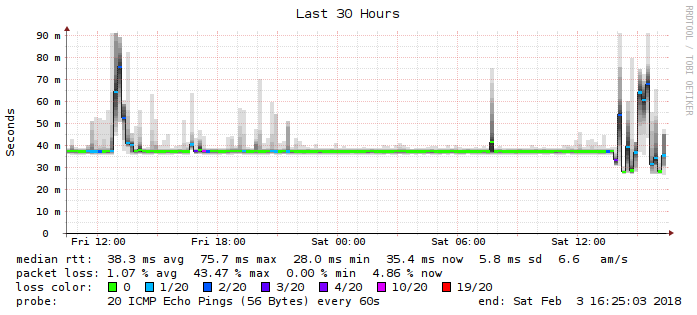 Last 30 Hours
RRDTOOL / TOBI OETIKER
Seconds
90 m
80 m
70 m
60 m
50 m
40 m
30 m
20 m
10 m
0
Fri 12:00 Fri 18:00 Sat 00:00 Sat 06:00 Sat 12:00
median rtt: 38.3 ms avg 75.7 ms max 28.0 ms min 35.4 ms now 5.8 ms sd 6.6 am/s
packet loss: 1.07 % avg 43.47 % max 0.00 % min 4.86 % now
loss color: 0 1/20 2/20 3/20 4/20 10/20 19/20
probe: 20 ICMP Echo Pings (56 Bytes) every 60s end: Sat Feb 3 16:25:03 2018